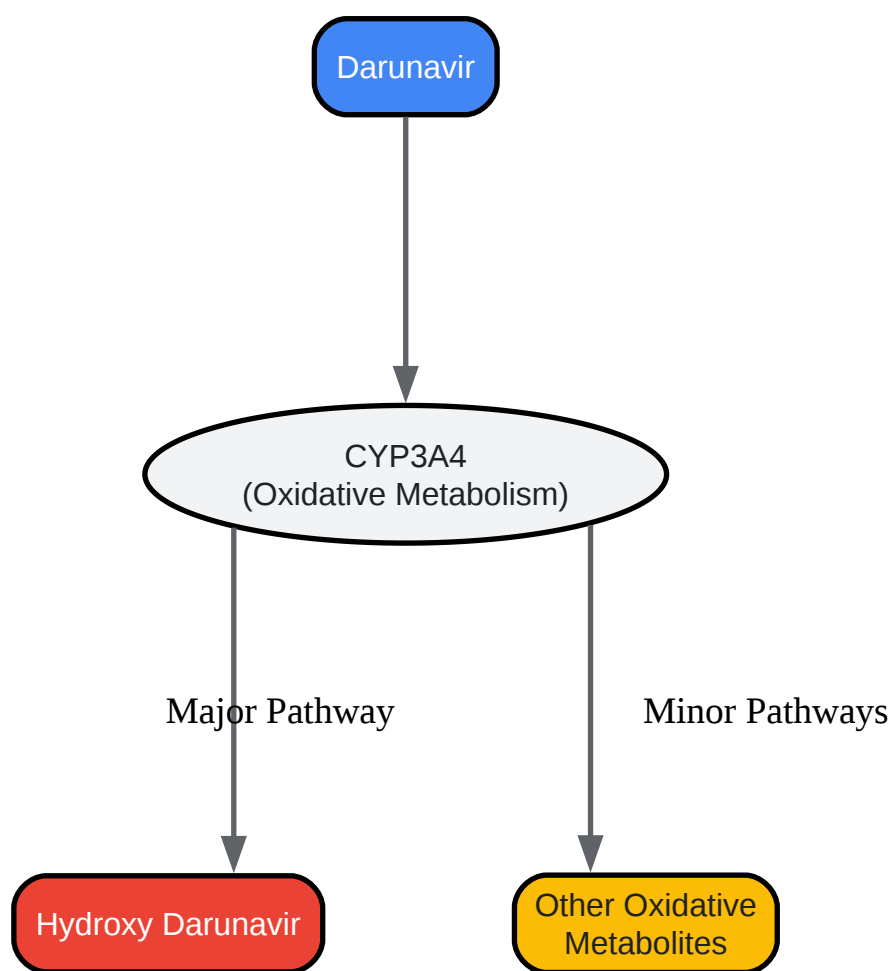 Darunavir
CYP3A4
(Oxidative Metabolism)
Major Pathway
Minor Pathways
Hydroxy Darunavir
Other Oxidative
Metabolites